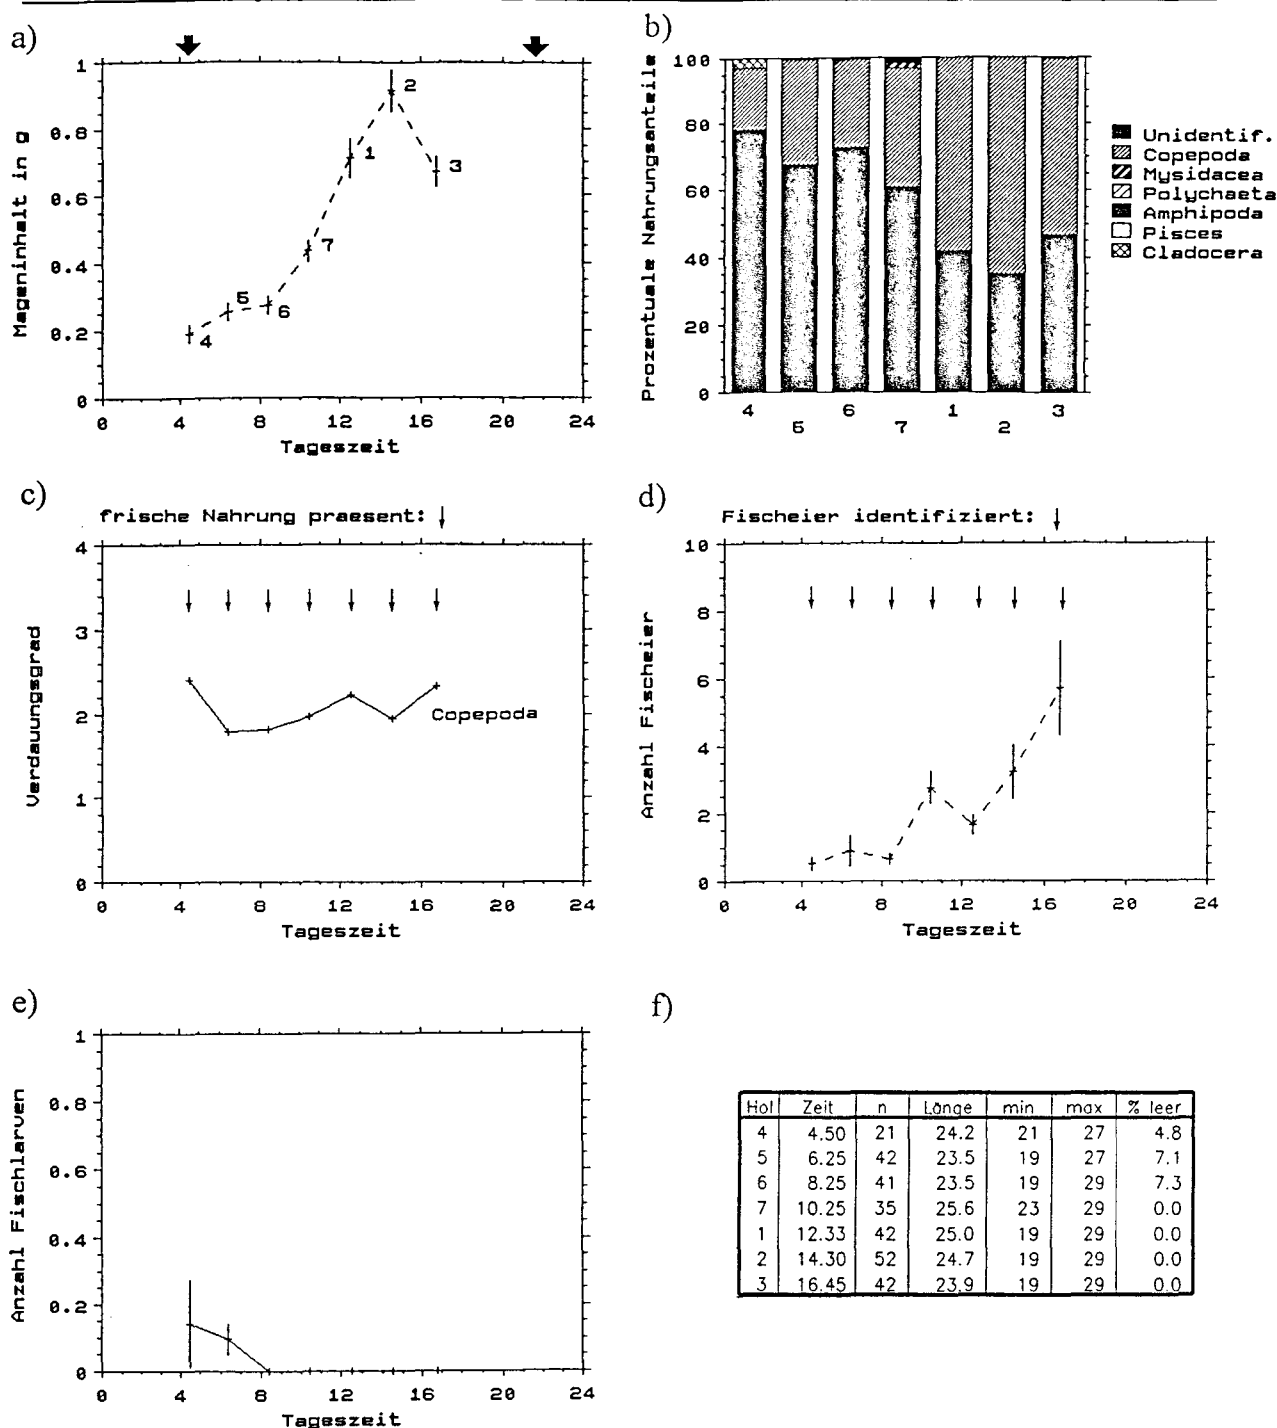 a)
Mageninhalt in g
1
0.8
0.6
0.4
0.2
0
0 4 8 12 16 20 24
Tageszeit
4 5 6 7 1 2 3
b)
Prozentuale Nahrungsanteile
100
80
60
40
20
0
4 6 1 3
5 7 2
Unidentif.
Copepoda
Mysidacea
Polychaeta
Amphipoda
Pisces
Cladocera
c)
frische Nahrung praesent:
Verdauungsgrad
4
3
2
1
0
Copepoda
0 4 8 12 16 20 24
Tageszeit
d)
Fischeier identifiziert:
Anzahl Fischeier
10
8
6
4
2
0
0 4 8 12 16 20 24
Tageszeit
e)
Anzahl Fischlarven
1
0.8
0.6
0.4
0.2
0
0 4 8 12 16 20 24
Tageszeit
f)
Hol Zeit n Länge min max % leer
4 4.50 21 24.2 21 27 4.8
5 6.25 42 23.5 19 27 7.1
6 8.25 41 23.5 19 29 7.3
7 10.25 35 25.6 23 29 0.0
1 12.33 42 25.0 19 29 0.0
2 14.30 52 24.7 19 29 0.0
3 16.45 42 23.9 19 29 0.0